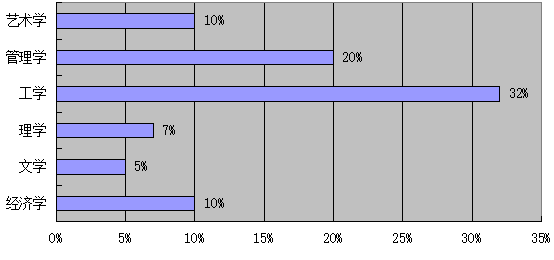 艺术学 10%
管理学 20%
工学 32%
理学 7%
文学 5%
经济学 10%
0% 5% 10% 15% 20% 25% 30% 35%